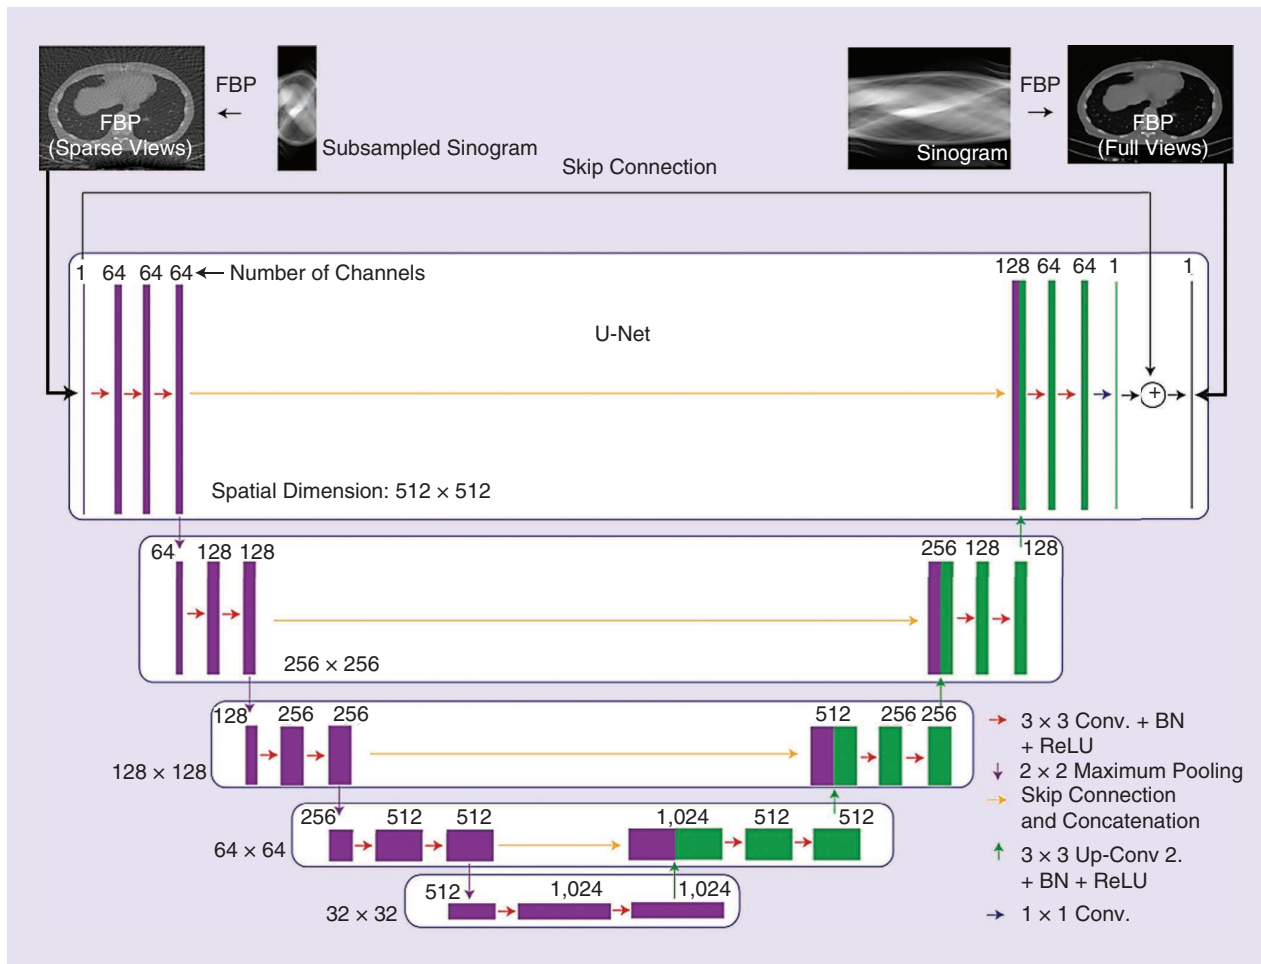 FBP
FBP
(Sparse Views)
Subsampled Sinogram
Sinogram
FBP
FBP
(Full Views)
Skip Connection
1 64 64 64 Number of Channels
128 64 64 1 1
U-Net
+
Spatial Dimension: 512 × 512
64 128 128
256 128 128
256 × 256
128 256 256
512 256 256
128 × 128
256 512 512
1,024 512 512
64 × 64
512 1,024 1,024
32 × 32
3 × 3 Conv. + BN
+ ReLU
2 × 2 Maximum Pooling
Skip Connection
and Concatenation
3 × 3 Up-Conv 2.
+ BN + ReLU
1 × 1 Conv.